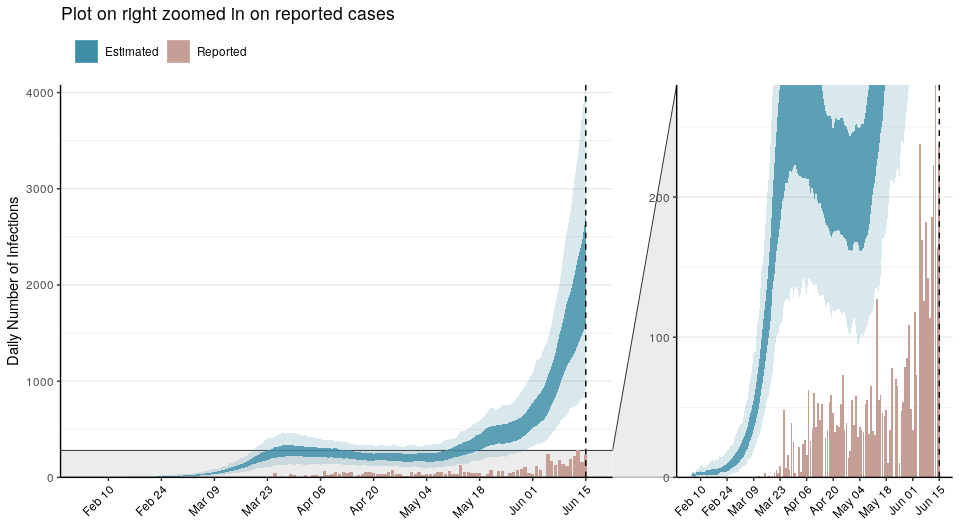 Plot on right zoomed in on reported cases
Estimated
Reported
Daily Number of Infections
4000
3000
2000
1000
0
Feb 10
Feb 24
Mar 09
Mar 23
Apr 06
Apr 20
May 04
May 18
Jun 01
Jun 15
200
100
0
Feb 10
Feb 24
Mar 09
Mar 23
Apr 06
Apr 20
May 04
May 18
Jun 01
Jun 15